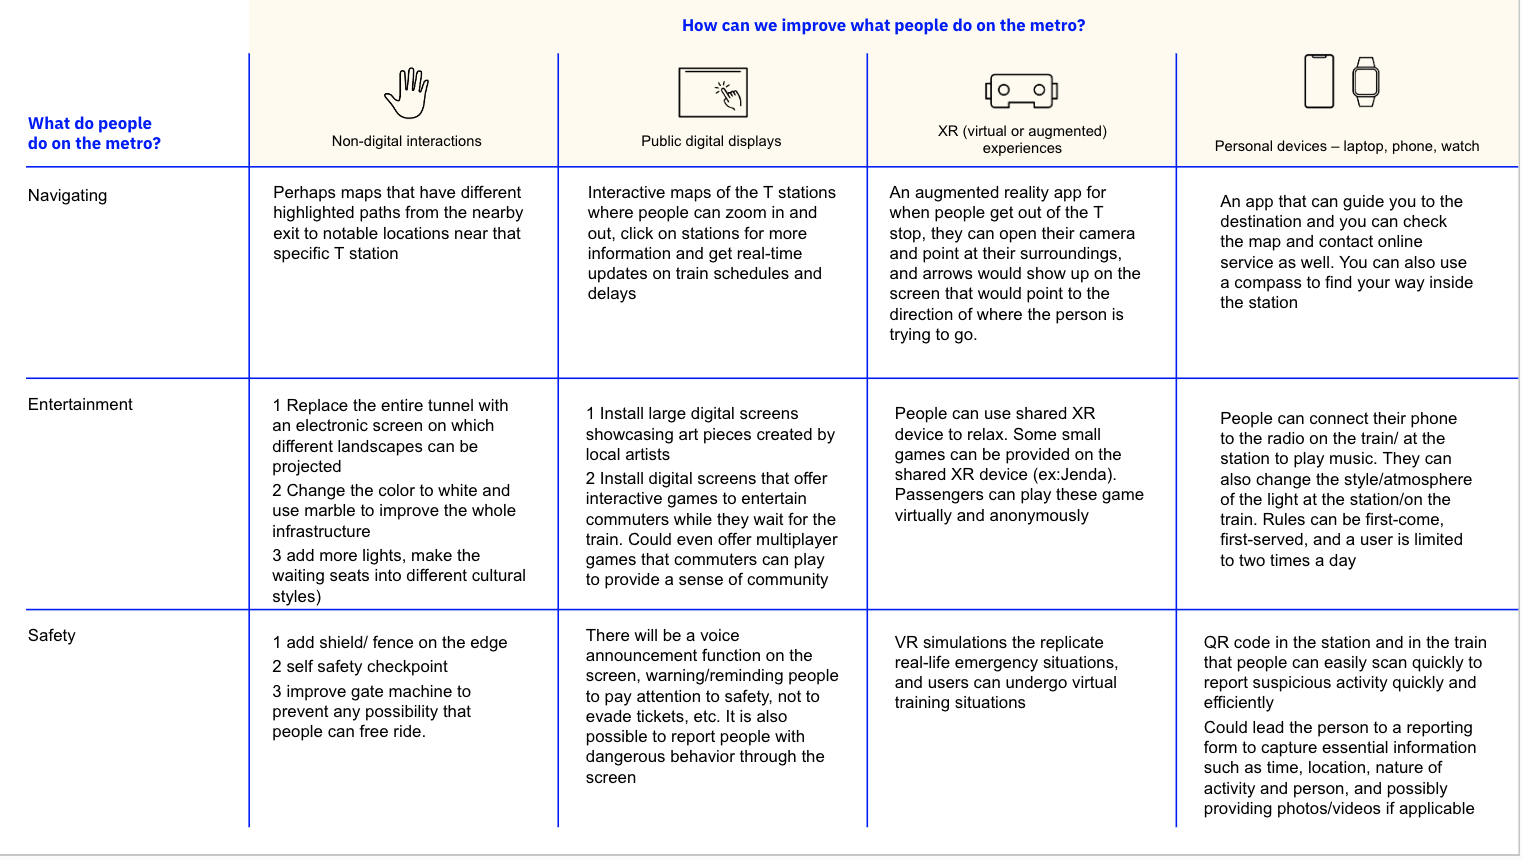 How can we improve what people do on the metro?
What do people
do on the metro?
Non-digital interactions
Public digital displays
XR (virtual or augmented)
experiences
Personal devices – laptop, phone, watch
Navigating
Perhaps maps that have different
highlighted paths from the nearby
exit to notable locations near that
specific T station
Interactive maps of the T stations
where people can zoom in and
out, click on stations for more
information and get real-time
updates on train schedules and
delays
An augmented reality app for
when people get out of the T
stop, they can open their camera
and point at their surroundings,
and arrows would show up on the
screen that would point to the
direction of where the person is
trying to go.
An app that can guide you to the
destination and you can check
the map and contact online
service as well. You can also use
a compass to find your way inside
the station
Entertainment
1 Replace the entire tunnel with
an electronic screen on which
different landscapes can be
projected
2 Change the color to white and
use marble to improve the whole
infrastructure
3 add more lights, make the
waiting seats into different cultural
styles)
1 Install large digital screens
showcasing art pieces created by
local artists
2 Install digital screens that offer
interactive games to entertain
commuters while they wait for the
train. Could even offer multiplayer
games that commuters can play
to provide a sense of community
People can use shared XR
device to relax. Some small
games can be provided on the
shared XR device (ex:Jenda).
Passengers can play these game
virtually and anonymously
People can connect their phone
to the radio on the train/ at the
station to play music. They can
also change the style/atmosphere
of the light at the station/on the
train. Rules can be first-come,
first-served, and a user is limited
to two times a day
Safety
1 add shield/ fence on the edge
2 self safety checkpoint
3 improve gate machine to
prevent any possibility that
people can free ride.
There will be a voice
announcement function on the
screen, warning/reminding people
to pay attention to safety, not to
evade tickets, etc. It is also
possible to report people with
dangerous behavior through the
screen
VR simulations the replicate
real-life emergency situations,
and users can undergo virtual
training situations
QR code in the station and in the train
that people can easily scan quickly to
report suspicious activity quickly and
efficiently
Could lead the person to a reporting
form to capture essential information
such as time, location, nature of
activity and person, and possibly
providing photos/videos if applicable